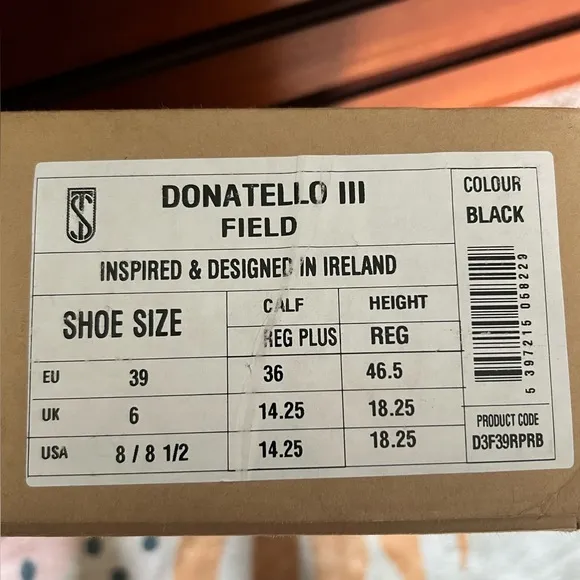 DONATELLO III
FIELD
INSPIRED & DESIGNED IN IRELAND
COLOUR
BLACK
SHOE SIZE
CALF
HEIGHT
REG PLUS
REG
EU 39 36 46.5
UK 6 14.25 18.25
USA 8 / 8 1/2 14.25 18.25
5 397215 058229
PRODUCT CODE
D3F39RPRB